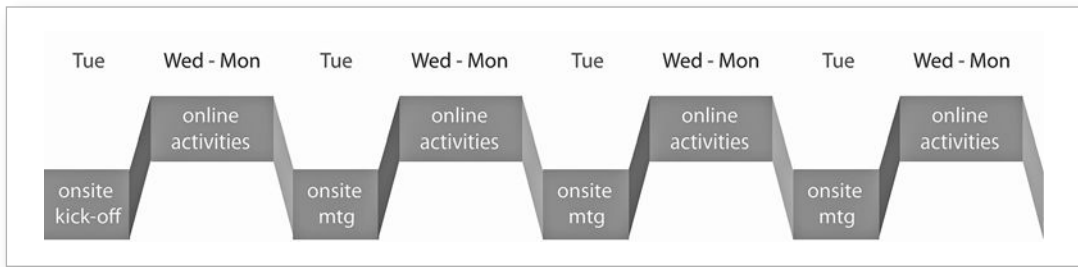 Tue Wed - Mon Tue Wed - Mon Tue Wed - Mon Tue Wed - Mon
online online online online
activities activities activities activities
onsite onsite onsite onsite
kick-off mtg mtg mtg